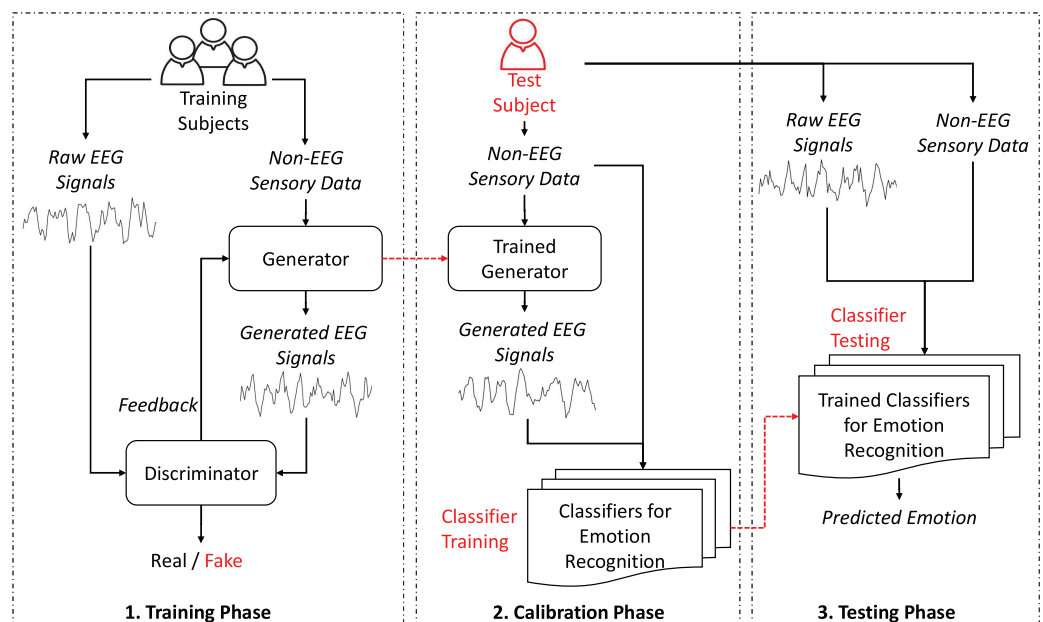 Training
Subjects
Raw EEG
Signals
Non-EEG
Sensory Data
Generator
Generated EEG
Signals
Feedback
Discriminator
Real / Fake
1. Training Phase
Test
Subject
Non-EEG
Sensory Data
Trained
Generator
Generated EEG
Signals
Classifier
Training
Classifiers for
Emotion
Recognition
2. Calibration Phase
Raw EEG
Signals
Non-EEG
Sensory Data
Classifier
Testing
Trained Classifiers
for Emotion
Recognition
Predicted Emotion
3. Testing Phase